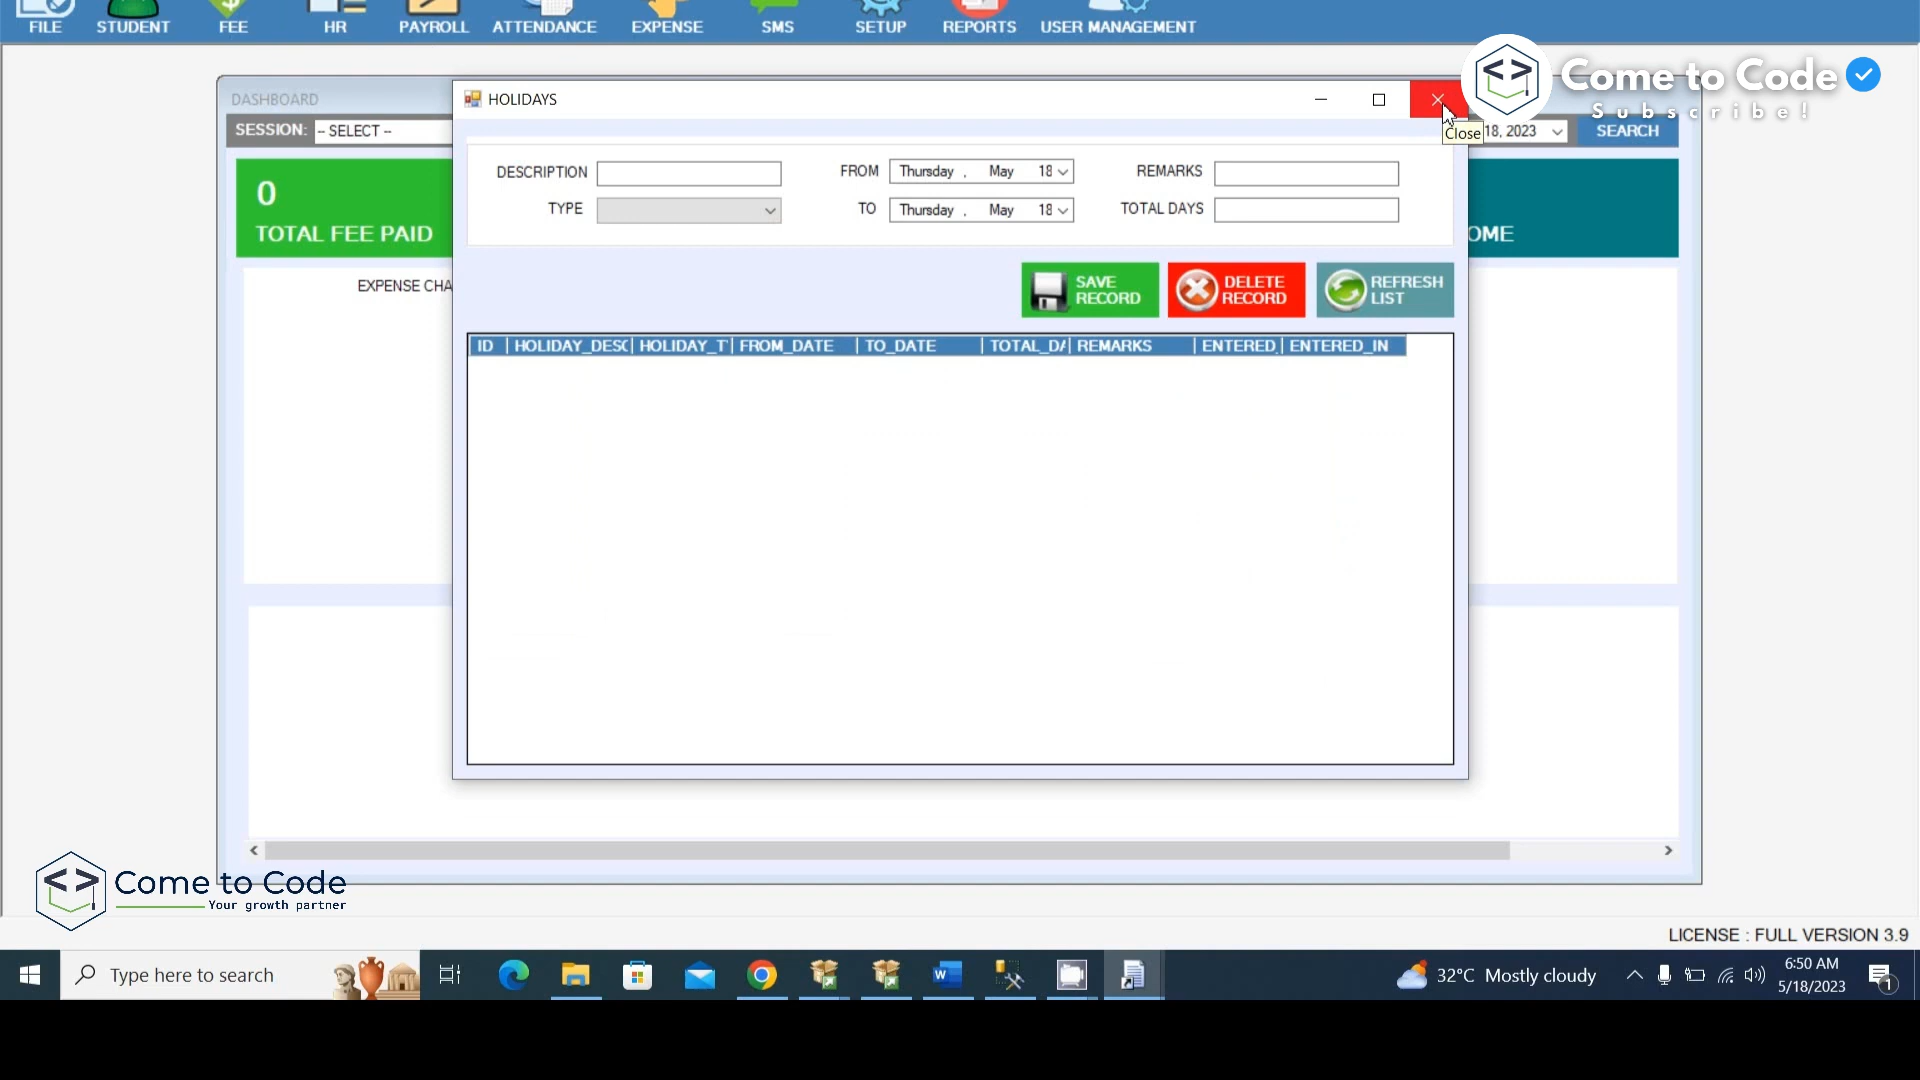 FILE STUDENT FEE HR PAYROLL ATTENDANCE EXPENSE SMS SETUP REPORTS USER MANAGEMENT
Come to Code
Subscribe!
DASHBOARD
HOLIDAYS
Close
SESSION: -- SELECT --
18, 2023
SEARCH
DESCRIPTION
FROM Thursday , May 18
REMARKS
TYPE
TO Thursday , May 18
TOTAL DAYS
0
TOTAL FEE PAID
OME
EXPENSE CHA
SAVE
RECORD
DELETE
RECORD
REFRESH
LIST
ID HOLIDAY_DESC HOLIDAY_T FROM_DATE TO_DATE TOTAL_DA REMARKS ENTERED_ ENTERED_IN
Come to Code
Your growth partner
LICENSE : FULL VERSION 3.9
Type here to search
32°C Mostly cloudy
6:50 AM
5/18/2023
1